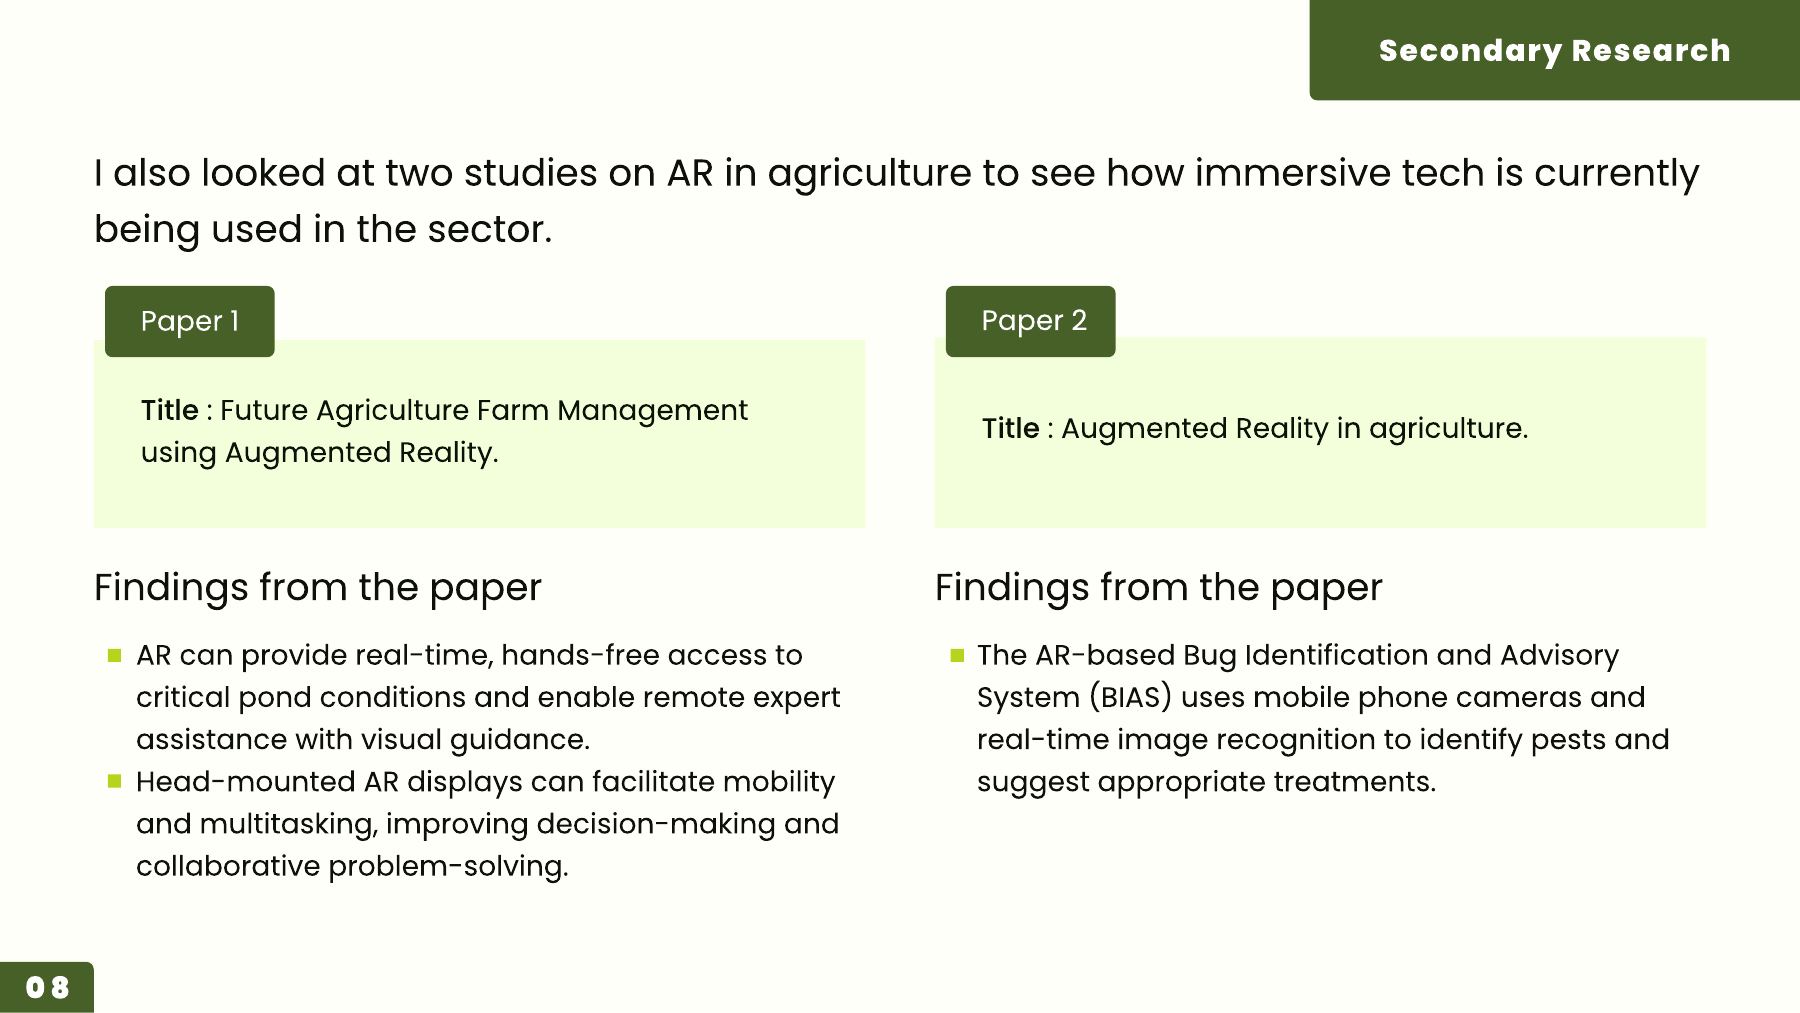 Secondary Research
I also looked at two studies on AR in agriculture to see how immersive tech is currently
being used in the sector.
Paper 1
Title : Future Agriculture Farm Management
using Augmented Reality.
Findings from the paper
AR can provide real-time, hands-free access to
critical pond conditions and enable remote expert
assistance with visual guidance.
Head-mounted AR displays can facilitate mobility
and multitasking, improving decision-making and
collaborative problem-solving.
Paper 2
Title : Augmented Reality in agriculture.
Findings from the paper
The AR-based Bug Identification and Advisory
System (BIAS) uses mobile phone cameras and
real-time image recognition to identify pests and
suggest appropriate treatments.
08